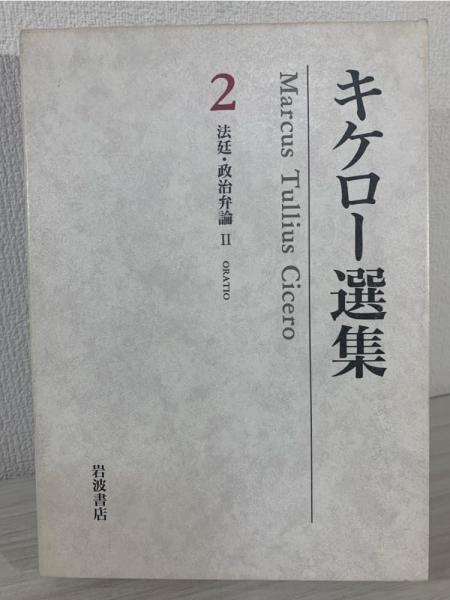 キケロー選集
Marcus Tullius Cicero
2
法廷・政治弁論 II
ORATIO
岩波書店